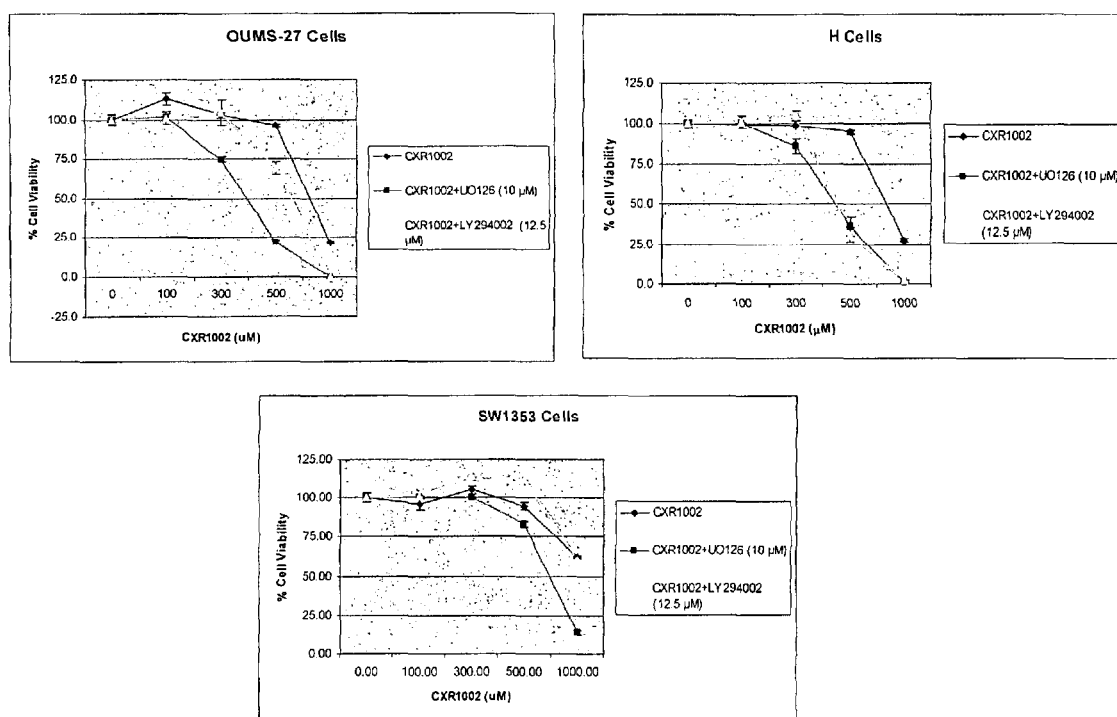 OUMS-27 Cells
125.0
100.0
75.0
50.0
25.0
0.0
-25.0
% Cell Viability
0 100 300 500 1000
CXR1002 (uM)
CXR1002
CXR1002+UO126 (10 µM)
CXR1002+LY294002 (12.5
µM)
H Cells
125.0
100.0
75.0
50.0
25.0
0.0
% Cell Viability
0 100 300 500 1000
CXR1002 (µM)
CXR1002
CXR1002+UO126 (10 µM)
CXR1002+LY294002
(12.5 µM)
SW1353 Cells
125.00
100.00
75.00
50.00
25.00
0.00
% Cell Viability
0.00 100.00 300.00 500.00 1000.00
CXR1002 (uM)
CXR1002
CXR1002+UO126 (10 µM)
CXR1002+LY294002
(12.5 µM)